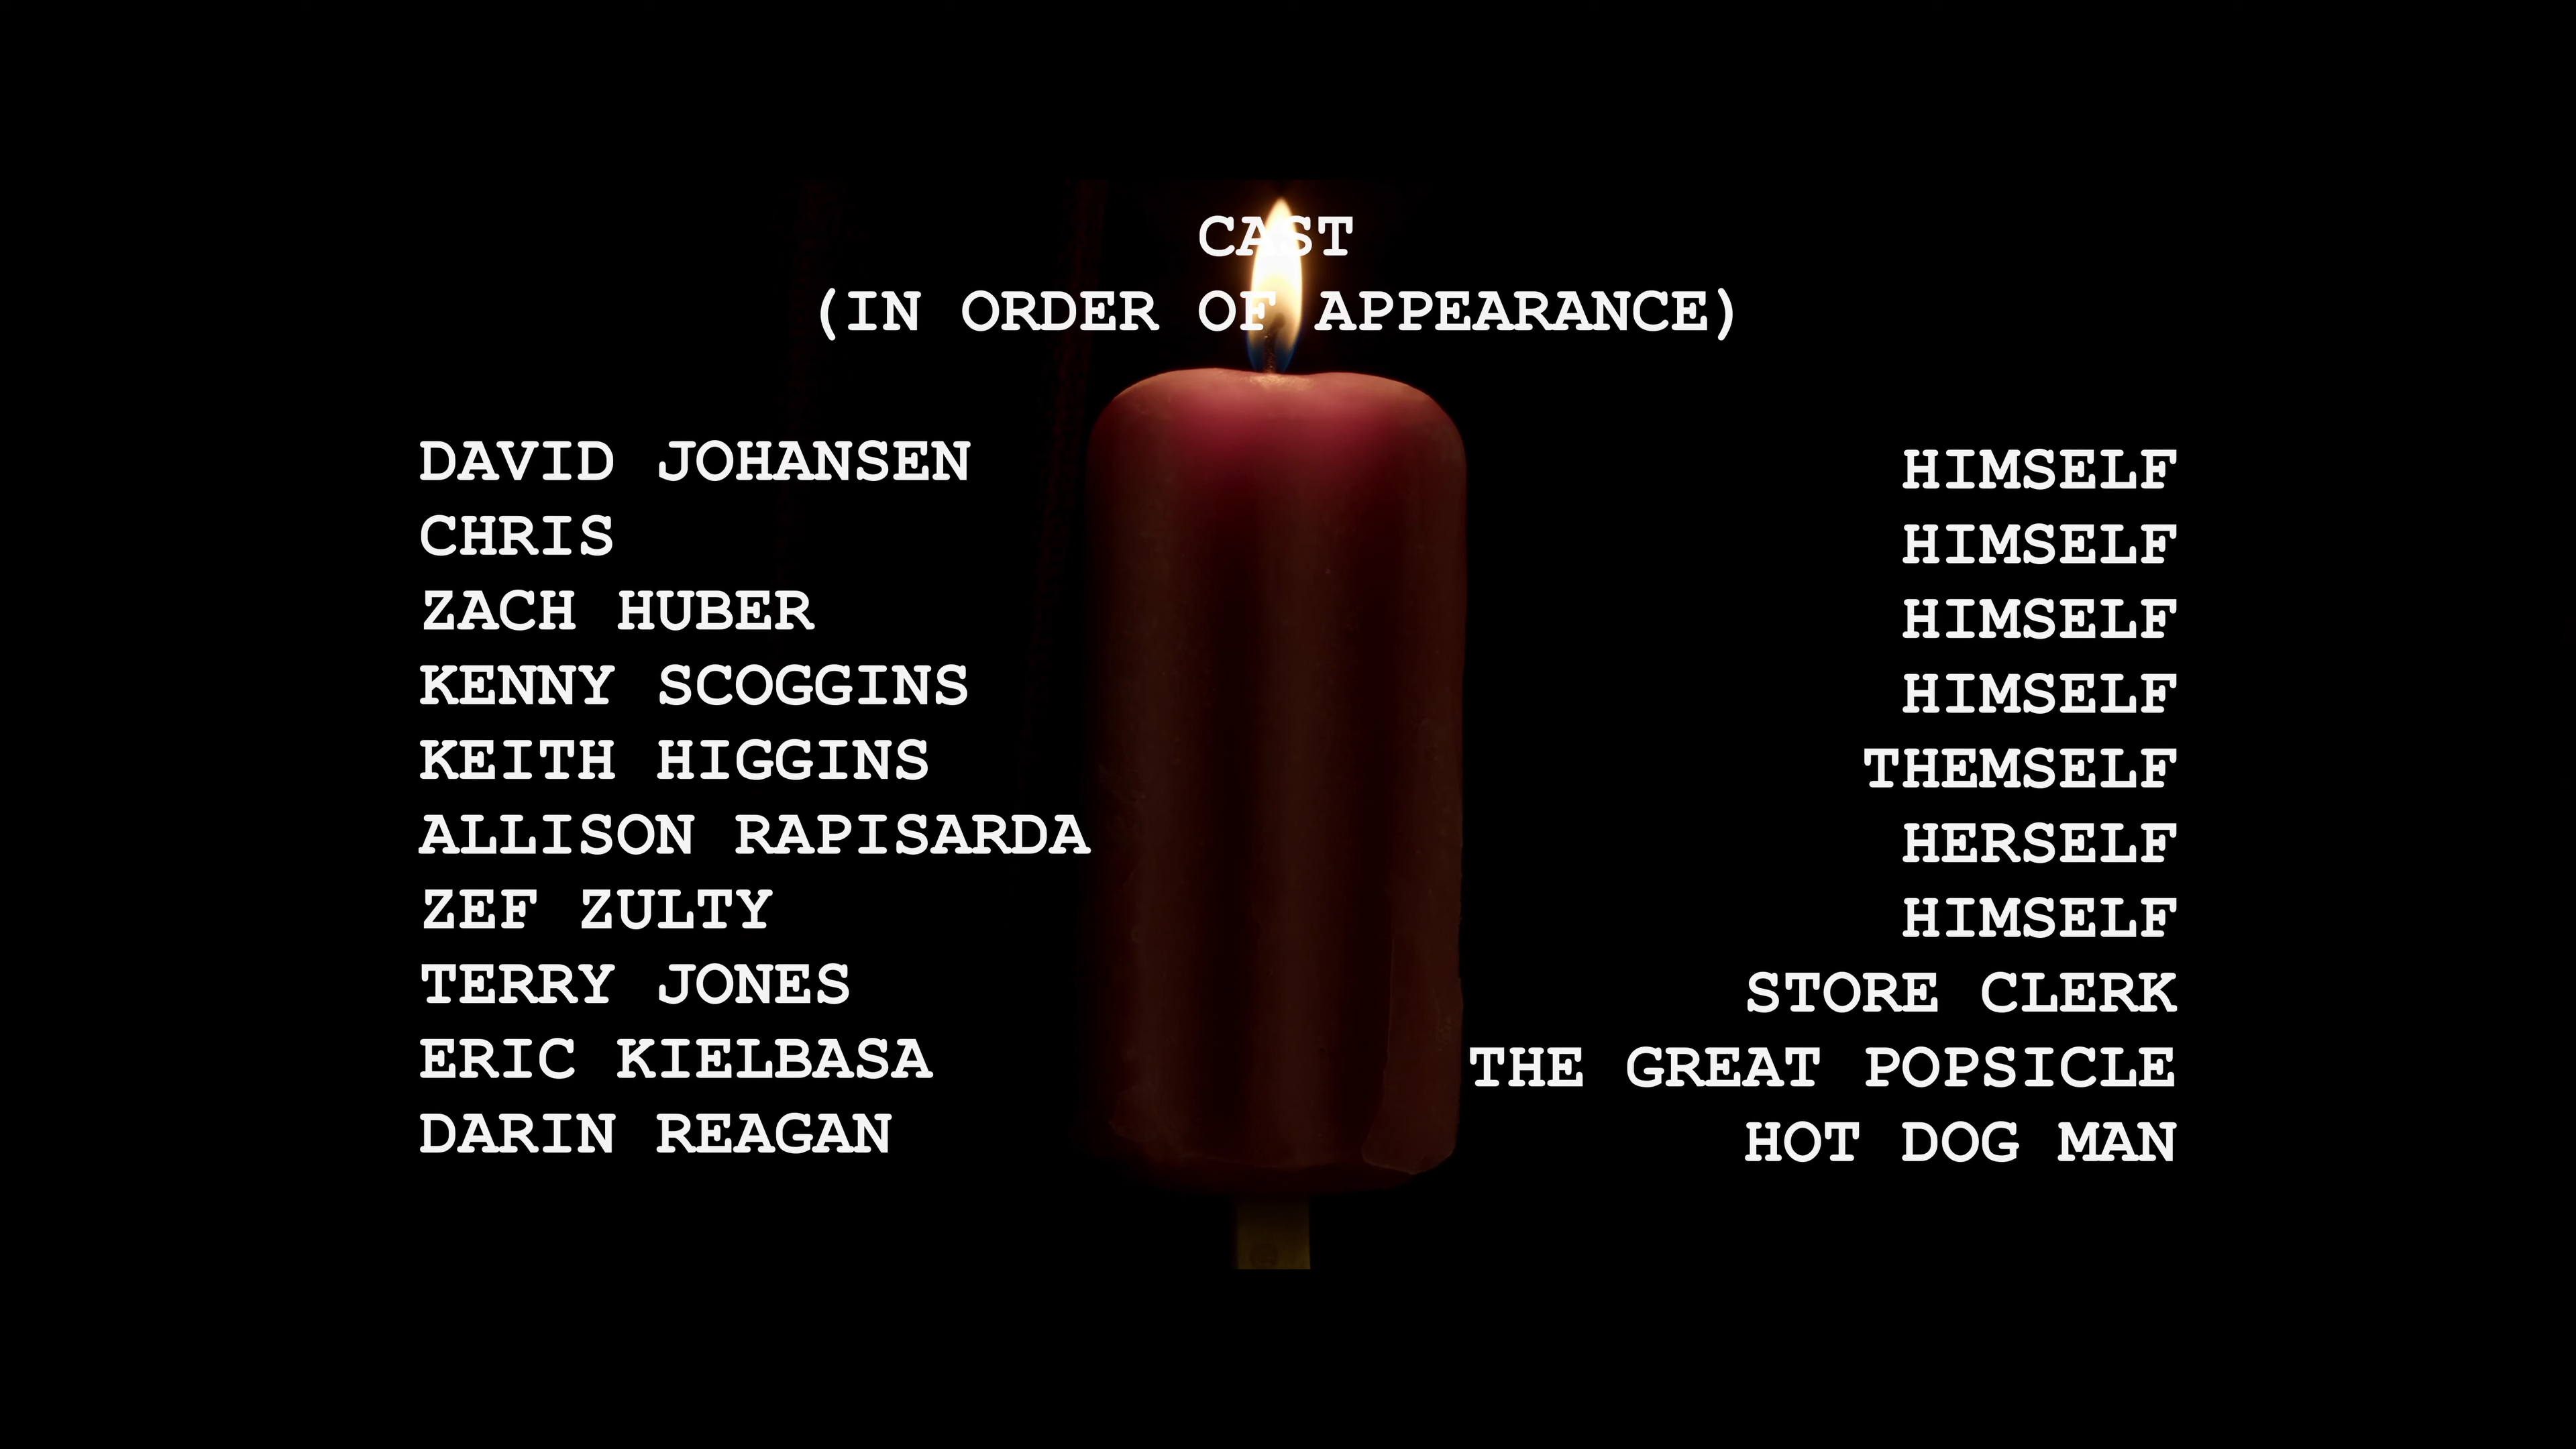 CAST
(IN ORDER OF APPEARANCE)
DAVID JOHANSEN HIMSELF
CHRIS HIMSELF
ZACH HUBER HIMSELF
KENNY SCOGGINS HIMSELF
KEITH HIGGINS THEMSELF
ALLISON RAPISARDA HERSELF
ZEF ZULTY HIMSELF
TERRY JONES STORE CLERK
ERIC KIELBASA THE GREAT POPSICLE
DARIN REAGAN HOT DOG MAN